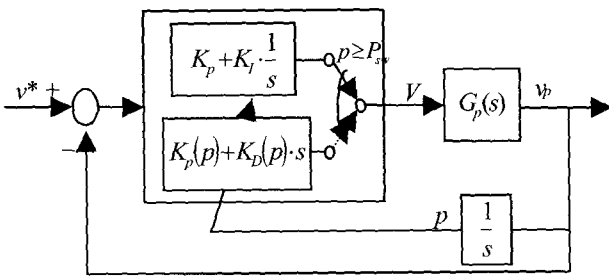 K_p + K_I · 1/s
p ≥ P_sw
v* +
V
G_p(s)
v_p
−
K_p(p) + K_D(p) · s
p
1/s